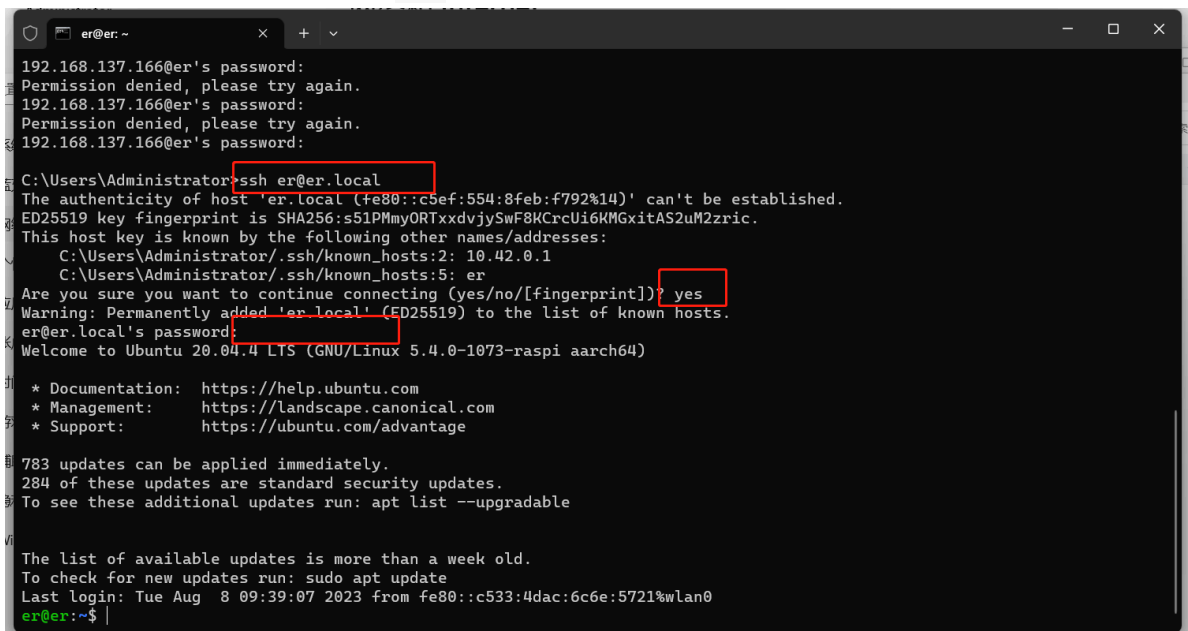 er@er: ~
192.168.137.166@er's password:
Permission denied, please try again.
192.168.137.166@er's password:
Permission denied, please try again.
192.168.137.166@er's password:
C:\Users\Administrator>ssh er@er.local
The authenticity of host 'er.local (fe80::c5ef:554:8feb:f792%14)' can't be established.
ED25519 key fingerprint is SHA256:s51PMmyORTxxdvjySwF8KCrcUi6KMGxitAS2uM2zric.
This host key is known by the following other names/addresses:
    C:\Users\Administrator/.ssh/known_hosts:2: 10.42.0.1
    C:\Users\Administrator/.ssh/known_hosts:5: er
Are you sure you want to continue connecting (yes/no/[fingerprint])? yes
Warning: Permanently added 'er.local' (ED25519) to the list of known hosts.
er@er.local's password:
Welcome to Ubuntu 20.04.4 LTS (GNU/Linux 5.4.0-1073-raspi aarch64)
 * Documentation:  https://help.ubuntu.com
 * Management:     https://landscape.canonical.com
 * Support:        https://ubuntu.com/advantage
783 updates can be applied immediately.
284 of these updates are standard security updates.
To see these additional updates run: apt list --upgradable
The list of available updates is more than a week old.
To check for new updates run: sudo apt update
Last login: Tue Aug  8 09:39:07 2023 from fe80::c533:4dac:6c6e:5721%wlan0
er@er:~$